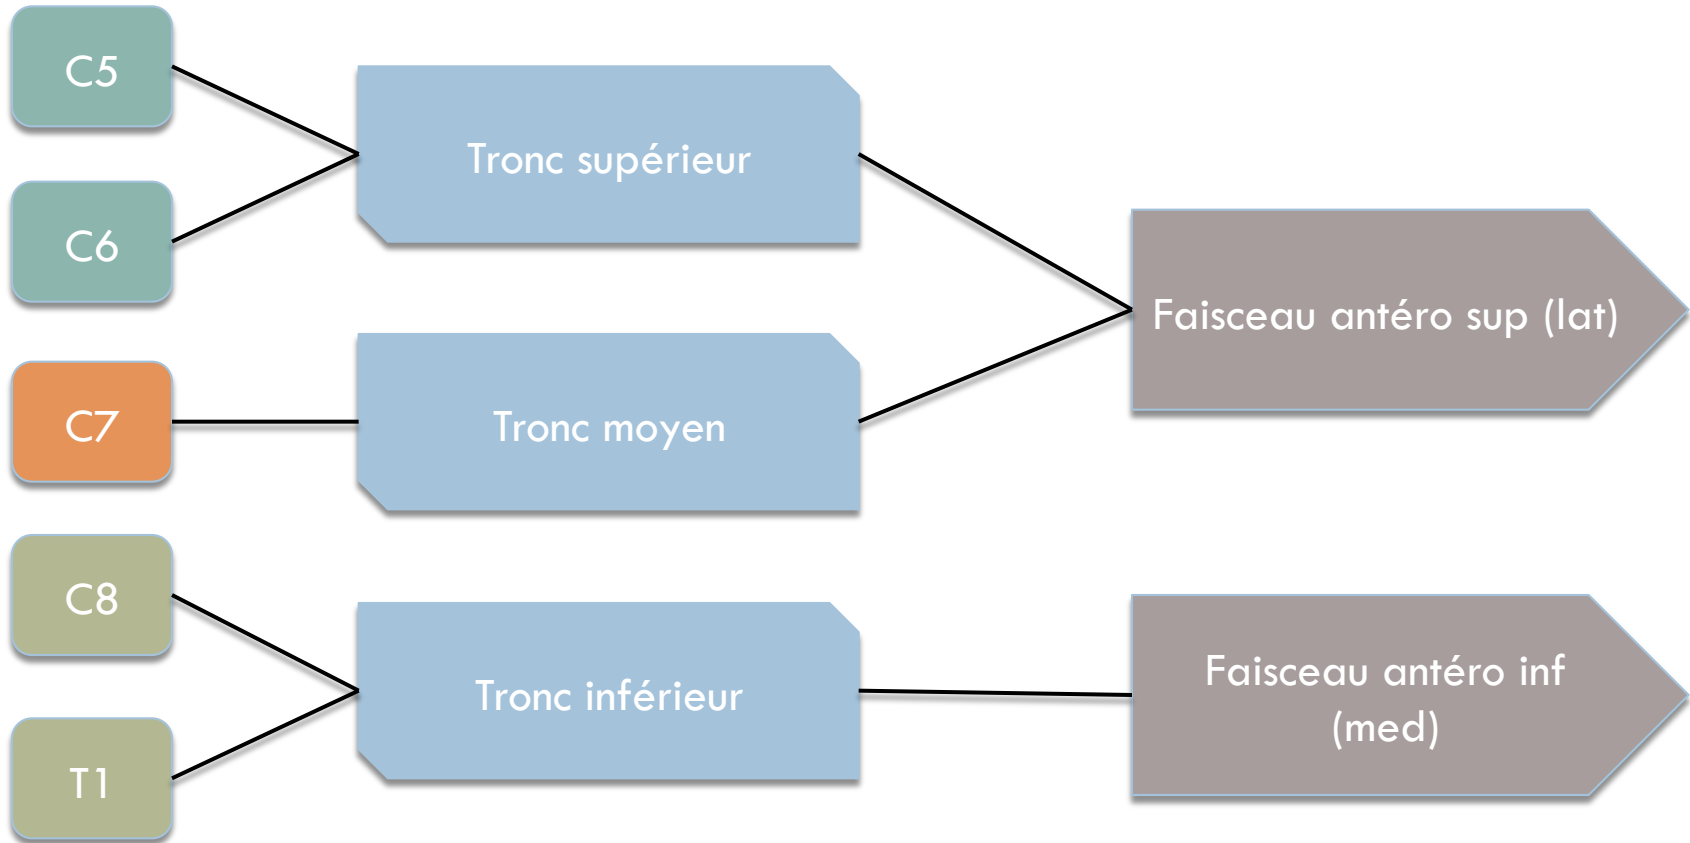 C5
C6
C7
C8
T1
Tronc supérieur
Tronc moyen
Tronc inférieur
Faisceau antéro sup (lat)
Faisceau antéro inf
(med)